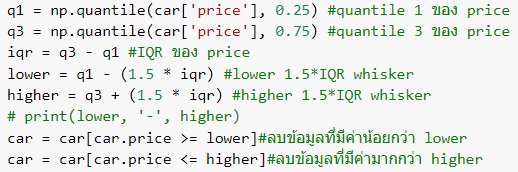 q1 = np.quantile(car['price'], 0.25) #quantile 1 ของ price
q3 = np.quantile(car['price'], 0.75) #quantile 3 ของ price
iqr = q3 - q1 #IQR ของ price
lower = q1 - (1.5 * iqr) #lower 1.5*IQR whisker
higher = q3 + (1.5 * iqr) #higher 1.5*IQR whisker
# print(lower, '-', higher)
car = car[car.price >= lower]#ลบข้อมูลที่มีค่าน้อยกว่า lower
car = car[car.price <= higher]#ลบข้อมูลที่มีค่ามากกว่า higher